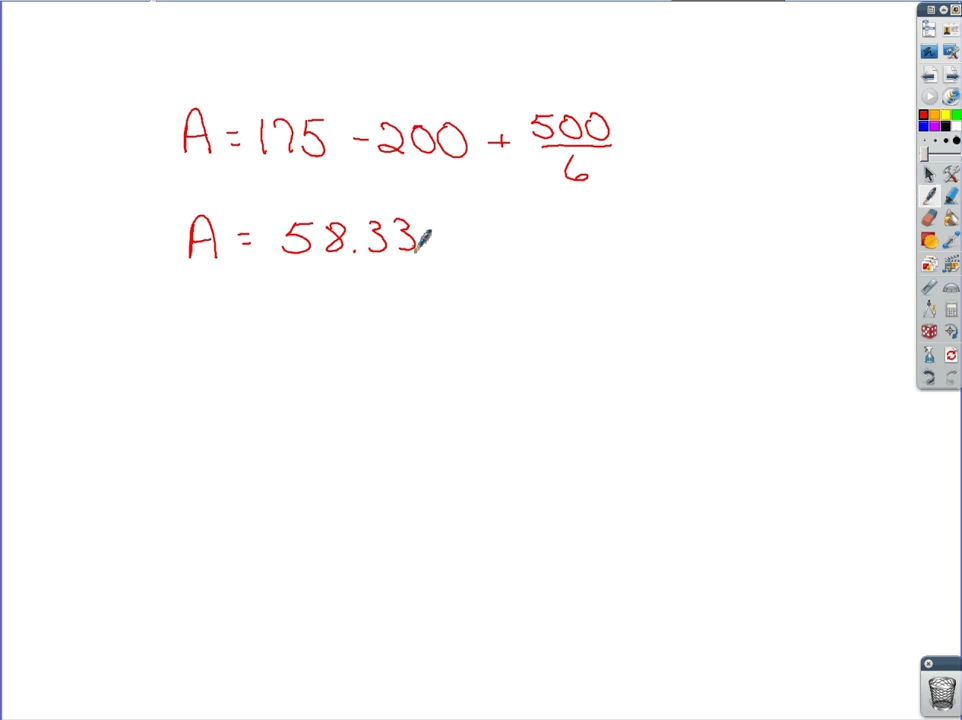 A = 175 - 200 + 500/6
A = 58.33